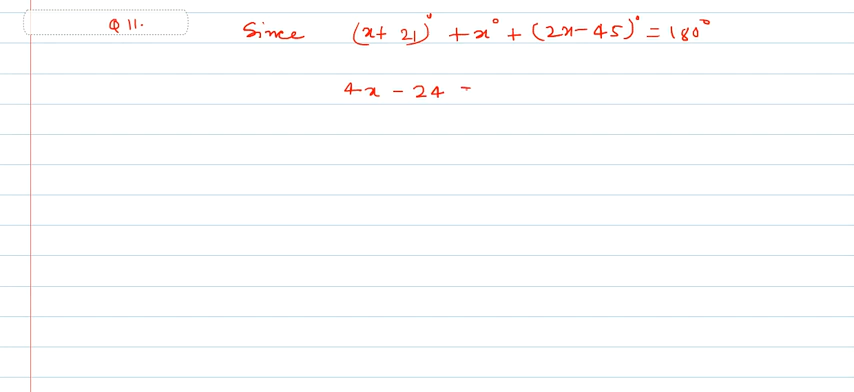 Q 11. Since (x + 21)° + x° + (2x - 45)° = 180°
4x - 24 =